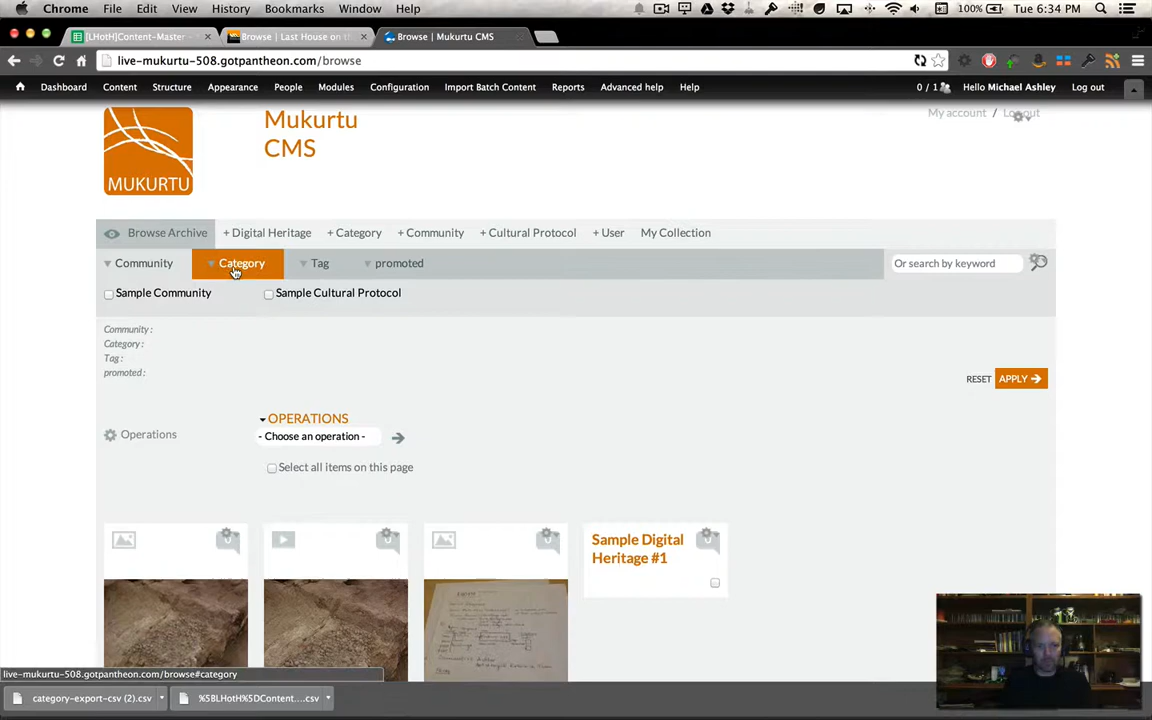 Chrome File Edit View History Bookmarks Window Help 100% Tue 6:34 PM
[LHotH]Content-Master - Browse | Last House on th Browse | Mukurtu CMS
live-mukurtu-508.gotpantheon.com/browse
Dashboard Content Structure Appearance People Modules Configuration Import Batch Content Reports Advanced help Help 0 / 1 Hello Michael Ashley Log out
My account / Logout
Mukurtu
CMS
MUKURTU
Browse Archive + Digital Heritage + Category + Community + Cultural Protocol + User My Collection
Community Category Tag promoted Or search by keyword
Sample Community Sample Cultural Protocol
Community :
Category :
Tag :
promoted :
RESET APPLY
OPERATIONS
Operations - Choose an operation -
Select all items on this page
Sample Digital
Heritage #1
live-mukurtu-508.gotpantheon.com/browse#category
category-export-csv (2).csv %5BLHotH%5DContent....csv